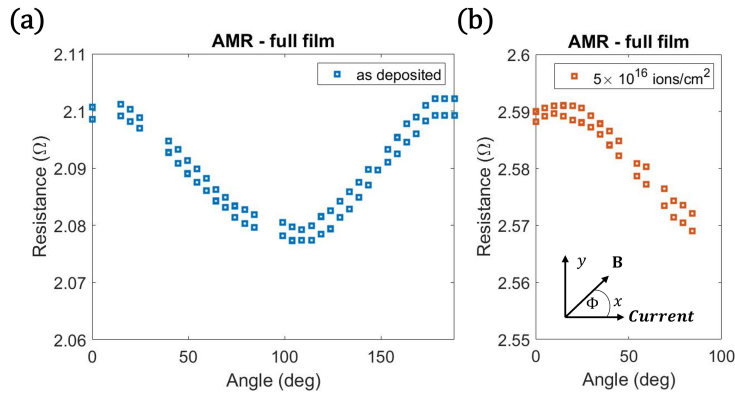 (a)
AMR - full film
as deposited
Resistance (Ω)
2.11
2.1
2.09
2.08
2.07
2.06
0 50 100 150
Angle (deg)
(b)
AMR - full film
5× 10^16 ions/cm^2
Resistance (Ω)
2.6
2.59
2.58
2.57
2.56
2.55
y B
Φ x
Current
0 50 100
Angle (deg)